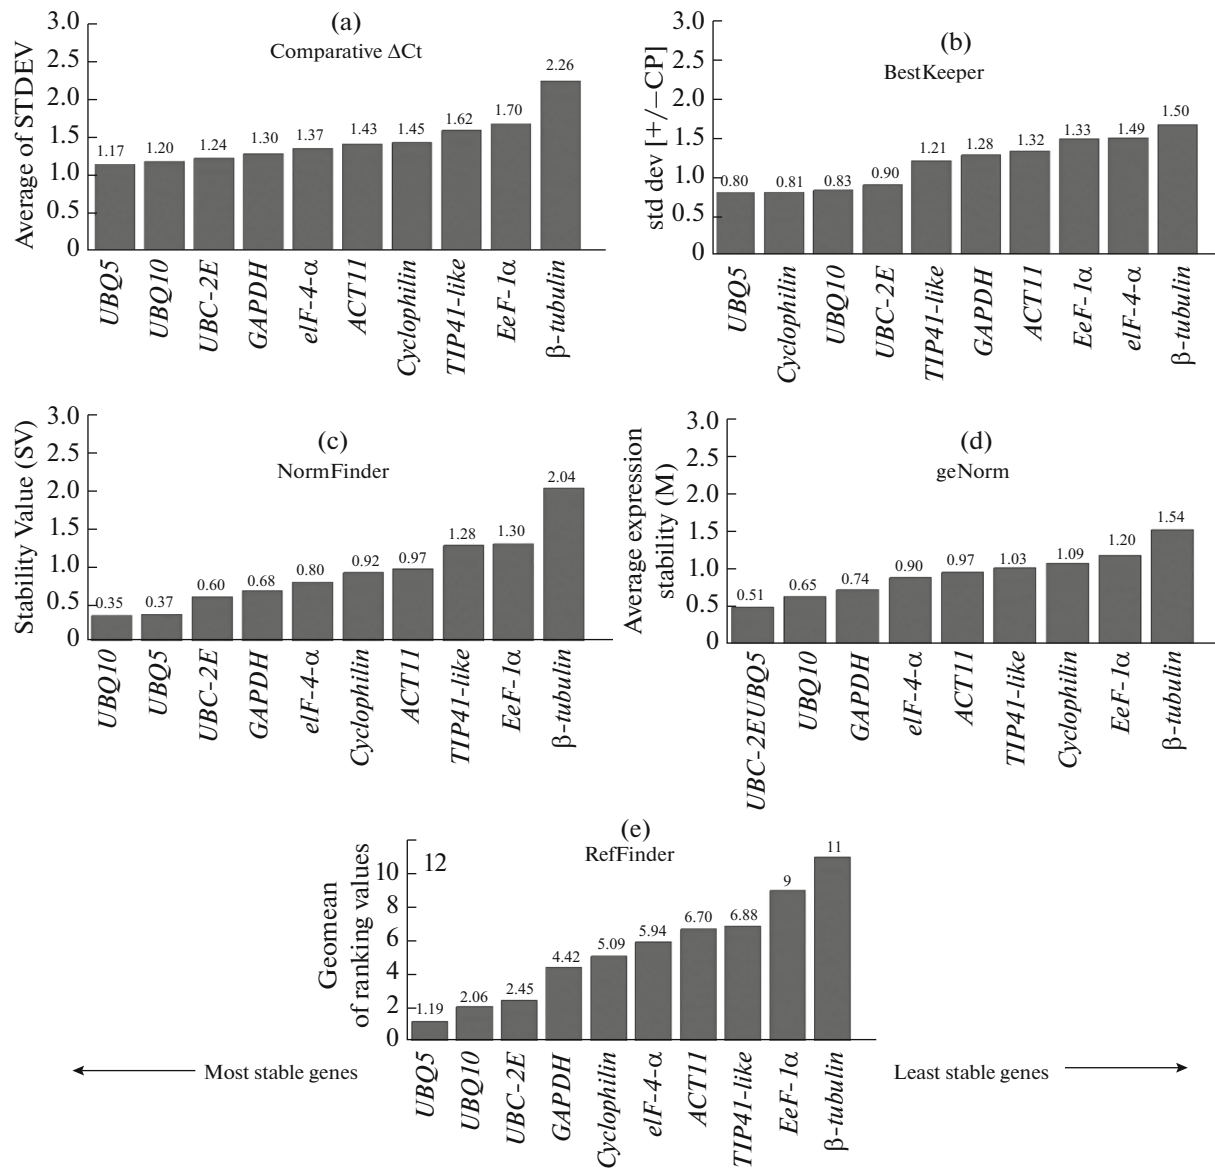 (a)
Comparative ΔCt
Average of STDEV
3.0
2.5
2.0
1.5
1.0
0.5
0
1.17
1.20
1.24
1.30
1.37
1.43
1.45
1.62
1.70
2.26
UBQ5
UBQ10
UBC-2E
GAPDH
elF-4-α
ACT11
Cyclophilin
TIP41-like
EeF-1α
β-tubulin
(b)
BestKeeper
std dev [+/−CP]
3.0
2.5
2.0
1.5
1.0
0.5
0
0.80
0.81
0.83
0.90
1.21
1.28
1.32
1.33
1.49
1.50
UBQ5
Cyclophilin
UBQ10
UBC-2E
TIP41-like
GAPDH
ACT11
EeF-1α
elF-4-α
β-tubulin
(c)
NormFinder
Stability Value (SV)
3.0
2.5
2.0
1.5
1.0
0.5
0
0.35
0.37
0.60
0.68
0.80
0.92
0.97
1.28
1.30
2.04
UBQ10
UBQ5
UBC-2E
GAPDH
elF-4-α
Cyclophilin
ACT11
TIP41-like
EeF-1α
β-tubulin
(d)
geNorm
Average expression
stability (M)
3.0
2.5
2.0
1.5
1.0
0.5
0
0.51
0.65
0.74
0.90
0.97
1.03
1.09
1.20
1.54
UBC-2EUBQ5
UBQ10
GAPDH
elF-4-α
ACT11
TIP41-like
Cyclophilin
EeF-1α
β-tubulin
(e)
RefFinder
Geomean
of ranking values
12
10
8
6
4
2
0
1.19
2.06
2.45
4.42
5.09
5.94
6.70
6.88
9
11
UBQ5
UBQ10
UBC-2E
GAPDH
Cyclophilin
elF-4-α
ACT11
TIP41-like
EeF-1α
β-tubulin
Most stable genes
Least stable genes